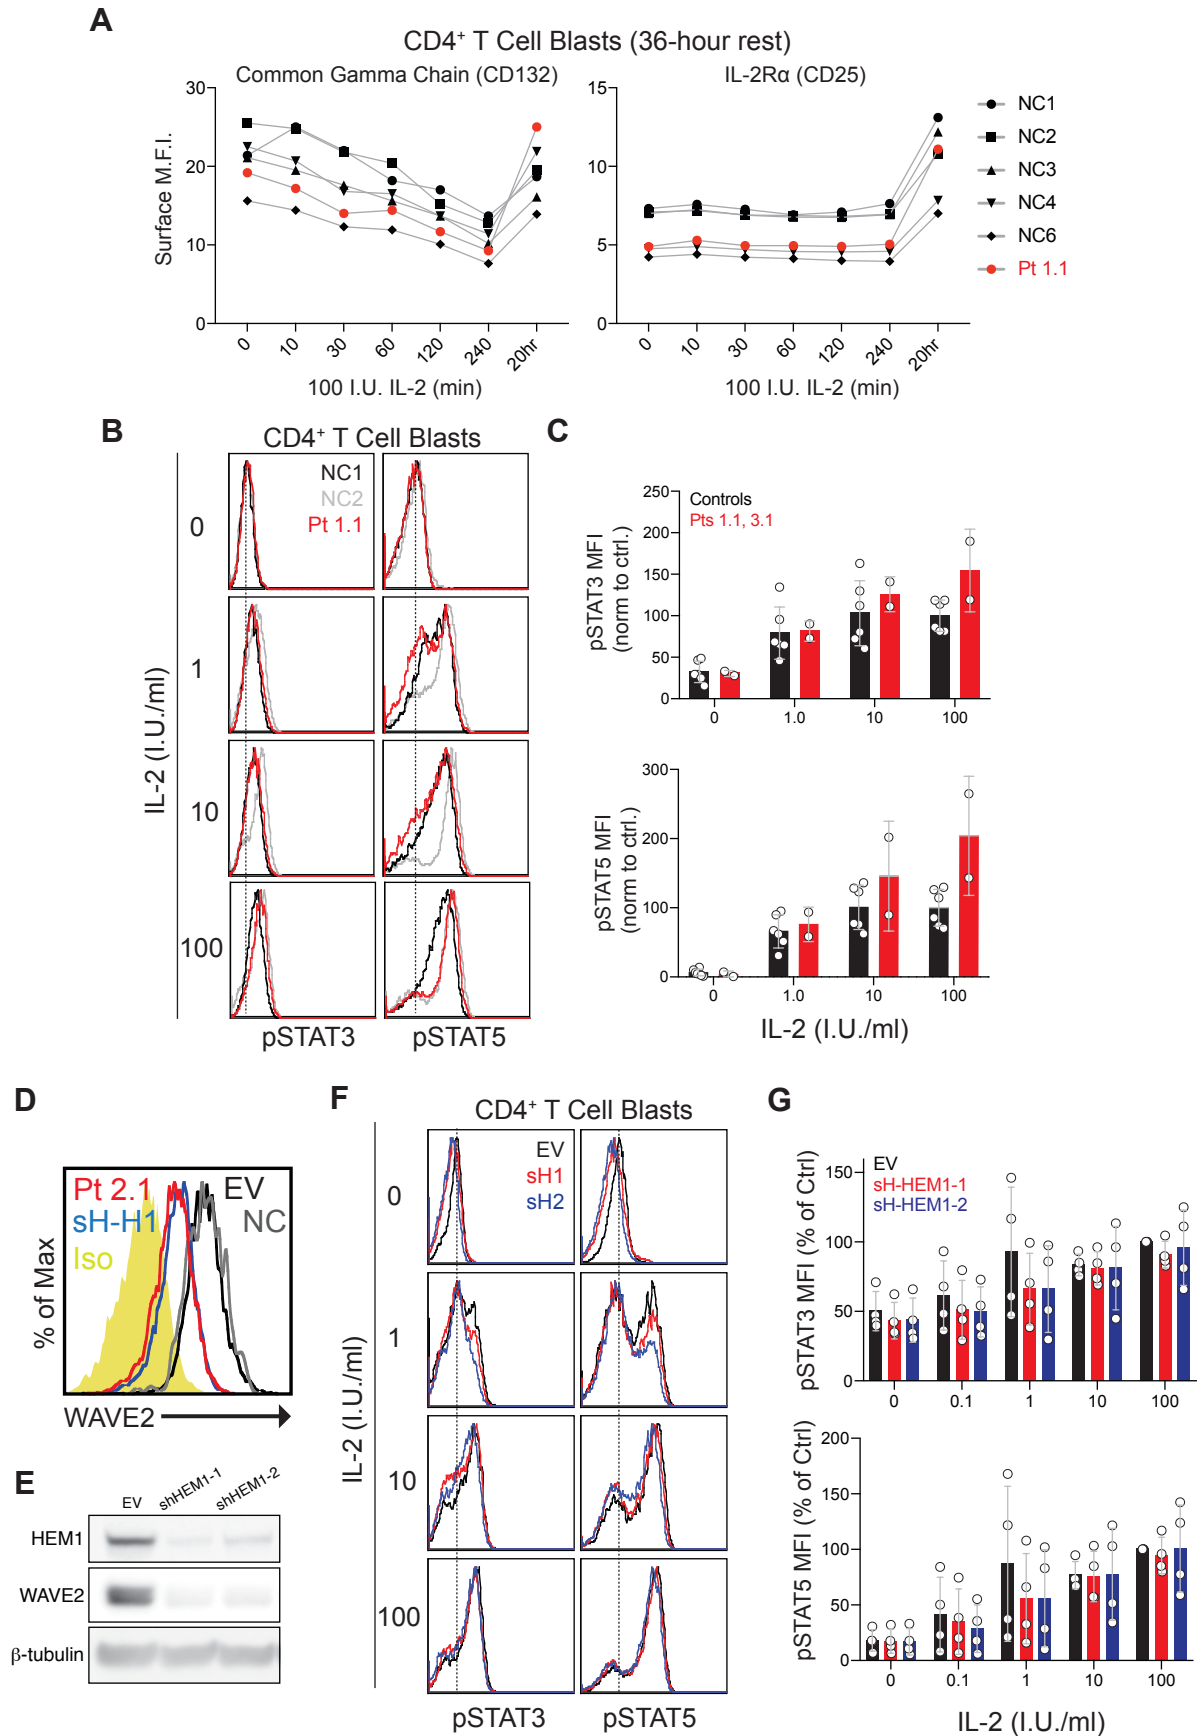 A
CD4⁺ T Cell Blasts (36-hour rest)
Common Gamma Chain (CD132)
IL-2Rα (CD25)
Surface M.F.I.
30
20
10
0
0
10
30
60
120
240
20hr
100 I.U. IL-2 (min)
15
10
5
0
0
10
30
60
120
240
20hr
100 I.U. IL-2 (min)
NC1
NC2
NC3
NC4
NC6
Pt 1.1
B
CD4⁺ T Cell Blasts
NC1
NC2
Pt 1.1
IL-2 (I.U./ml)
0
1
10
100
pSTAT3
pSTAT5
C
pSTAT3 MFI
(norm to ctrl.)
250
200
150
100
50
0
Controls
Pts 1.1, 3.1
0
1.0
10
100
pSTAT5 MFI
(norm to ctrl.)
300
200
100
0
0
1.0
10
100
IL-2 (I.U./ml)
D
Pt 2.1
EV
sH-H1
NC
Iso
% of Max
WAVE2
E
EV
shHEM1-1
shHEM1-2
HEM1
WAVE2
β-tubulin
F
CD4⁺ T Cell Blasts
EV
sH1
sH2
IL-2 (I.U./ml)
0
1
10
100
pSTAT3
pSTAT5
G
EV
sH-HEM1-1
sH-HEM1-2
pSTAT3 MFI (% of Ctrl)
150
100
50
0
0
0.1
1
10
100
pSTAT5 MFI (% of Ctrl)
200
150
100
50
0
0
0.1
1
10
100
IL-2 (I.U./ml)